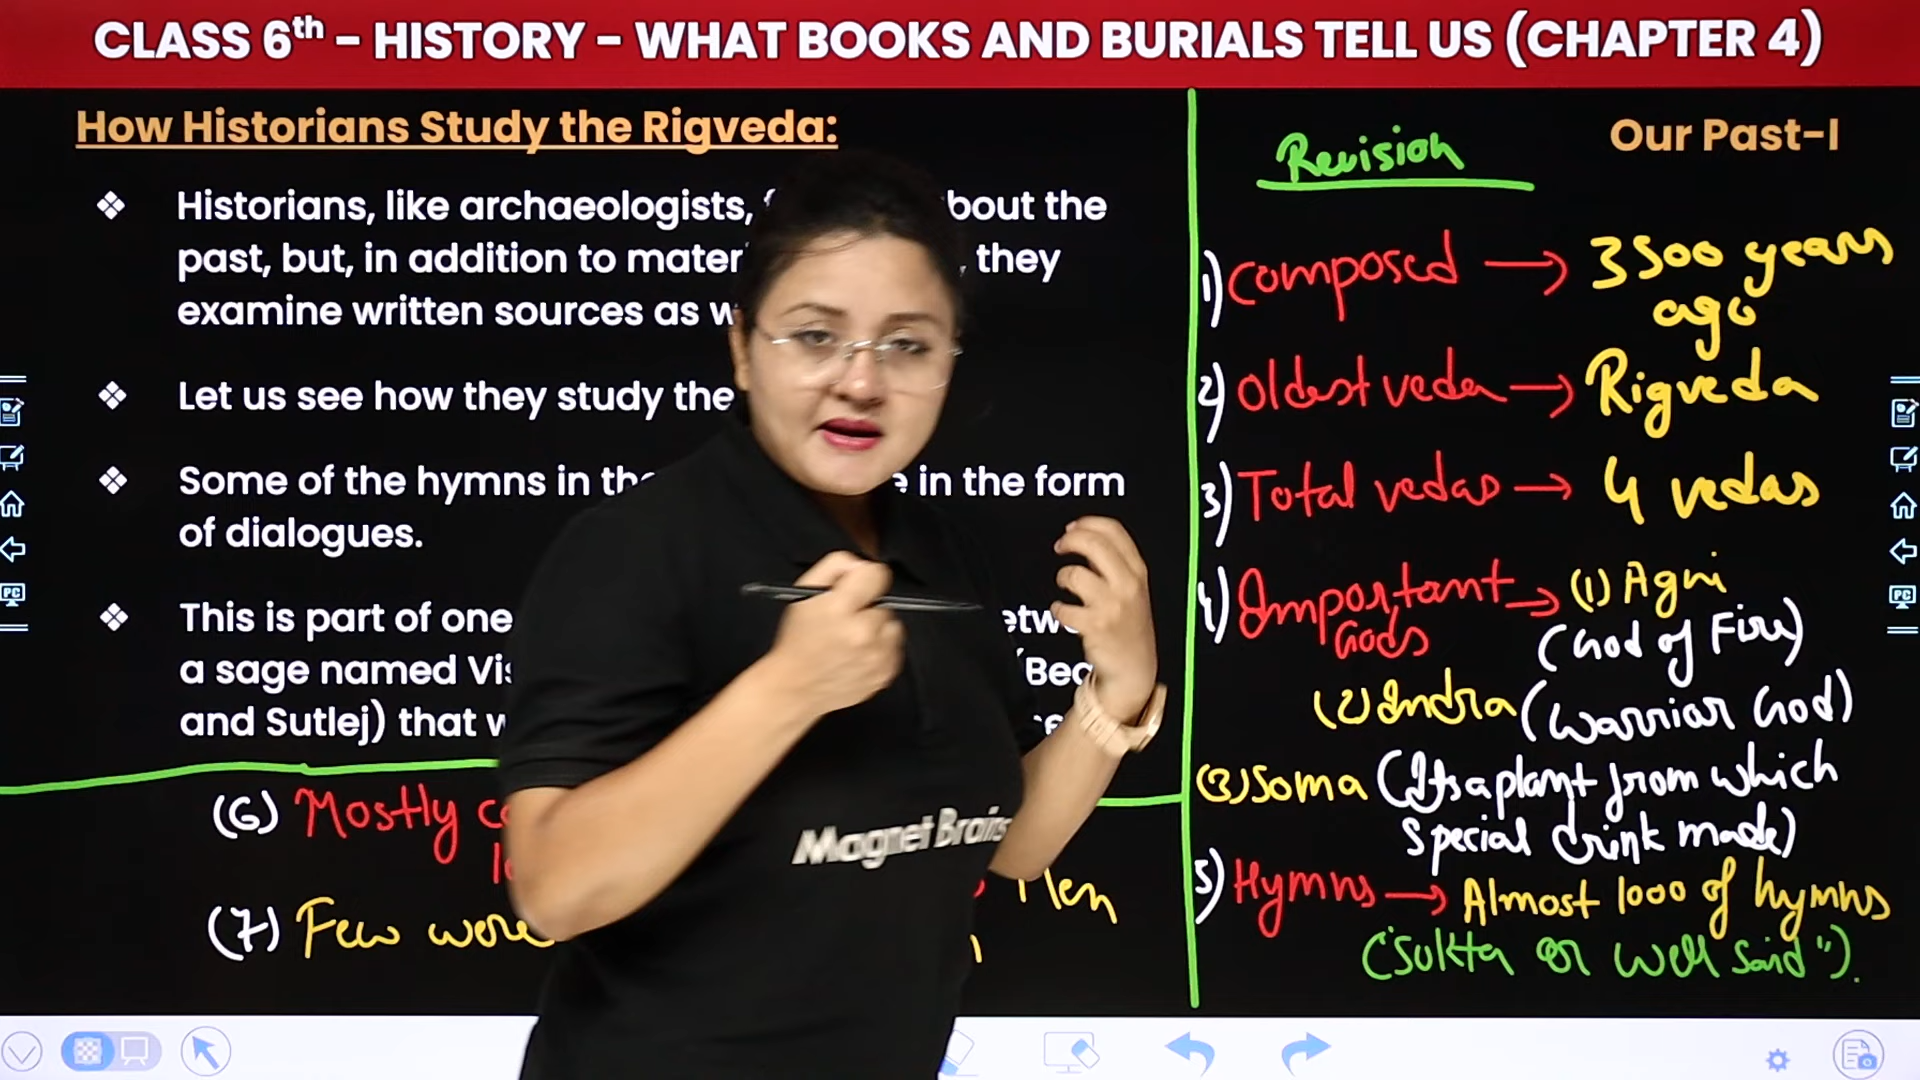 CLASS 6th - HISTORY - WHAT BOOKS AND BURIALS TELL US (CHAPTER 4)
How Historians Study the Rigveda:
Historians, like archaeologists, about the
past, but, in addition to they
examine written sources as
Let us see how they study the
Some of the hymns in in the form
of dialogues.
This is part of one
a sage named
and Sutlej) that
(6) Mostly
(7) Few were
Men
Our Past-I
Revision
1) Composed → 3500 years
ago
2) Oldest veda → Rigveda
3) Total vedas → 4 vedas
4) Important → (1) Agni
Gods (God of Fire)
(2) Indra (Warrior God)
(3) Soma (Its a plant from which
Special drink made)
5) Hymns → Almost 1000 of hymns
("Sukta or well said").
Magnet Brains
PC
PC